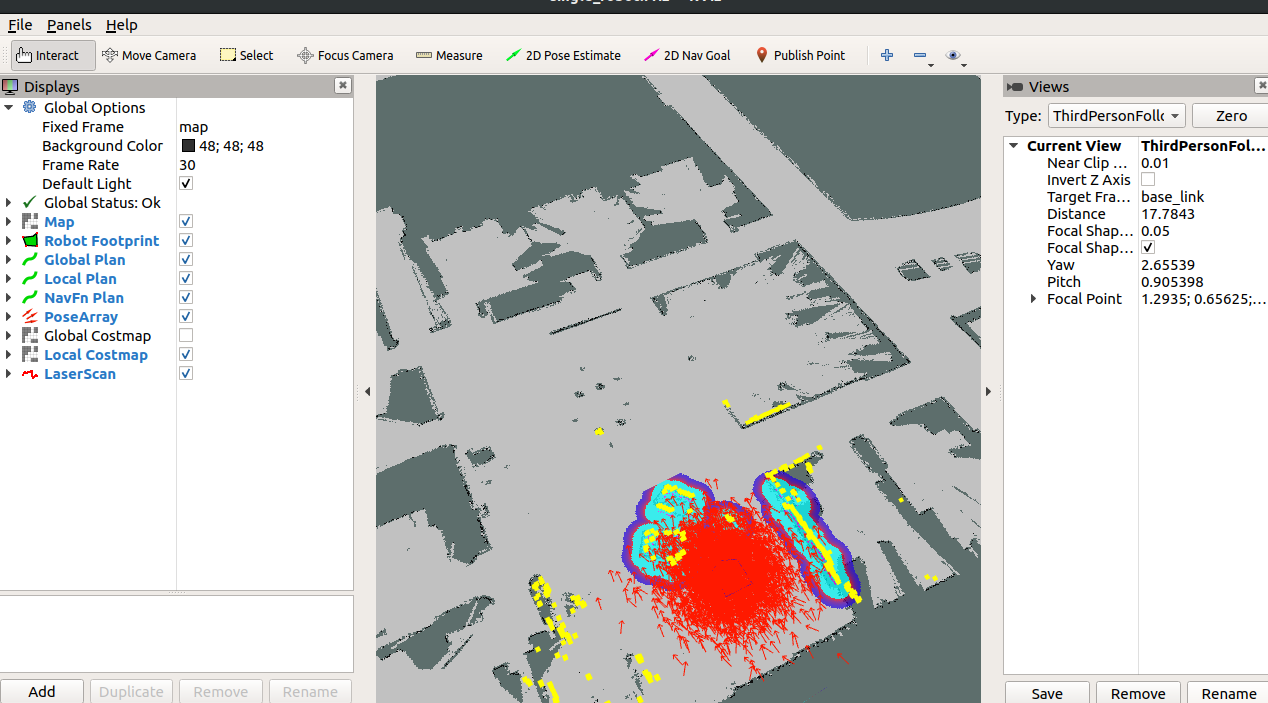 File Panels Help
Interact Move Camera Select Focus Camera Measure 2D Pose Estimate 2D Nav Goal Publish Point
Displays
Global Options
Fixed Frame map
Background Color 48; 48; 48
Frame Rate 30
Default Light
Global Status: Ok
Map
Robot Footprint
Global Plan
Local Plan
NavFn Plan
PoseArray
Global Costmap
Local Costmap
LaserScan
Add Duplicate Remove Rename
Views
Type: ThirdPersonFollo Zero
Current View ThirdPersonFol...
Near Clip ... 0.01
Invert Z Axis
Target Fra... base_link
Distance 17.7843
Focal Shap... 0.05
Focal Shap...
Yaw 2.65539
Pitch 0.905398
Focal Point 1.2935; 0.65625;...
Save Remove Rename